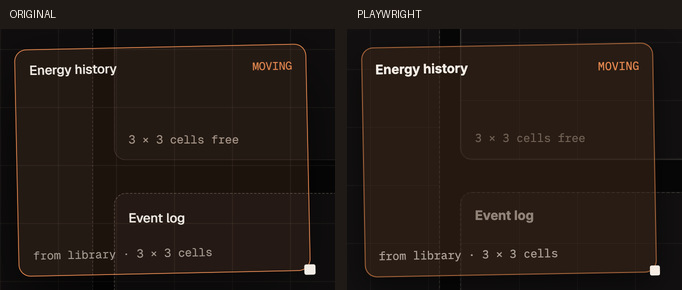 ORIGINAL
Energy history
MOVING
3 × 3 cells free
Event log
from library · 3 × 3 cells
PLAYWRIGHT
Energy history
MOVING
3 × 3 cells free
Event log
from library · 3 × 3 cells